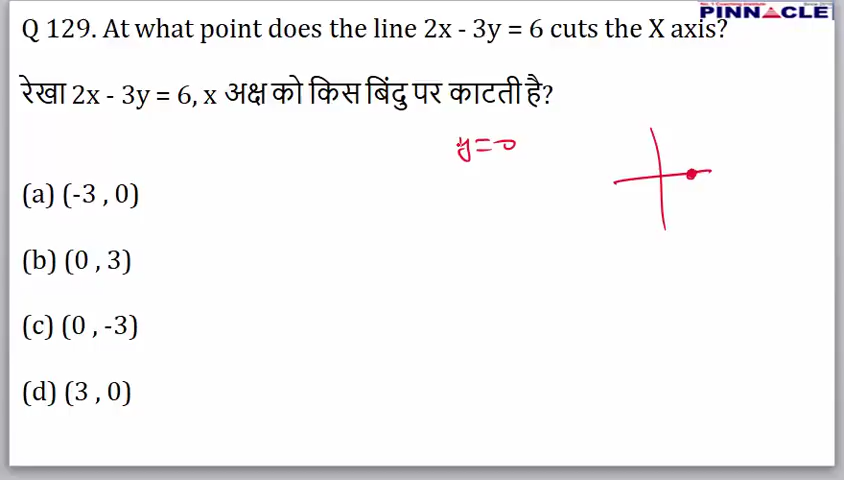 PINNACLE
Q 129. At what point does the line 2x - 3y = 6 cuts the X axis?
रेखा 2x - 3y = 6, x अक्ष को किस बिंदु पर काटती है?
y=0
(a) (-3 , 0)
(b) (0 , 3)
(c) (0 , -3)
(d) (3 , 0)